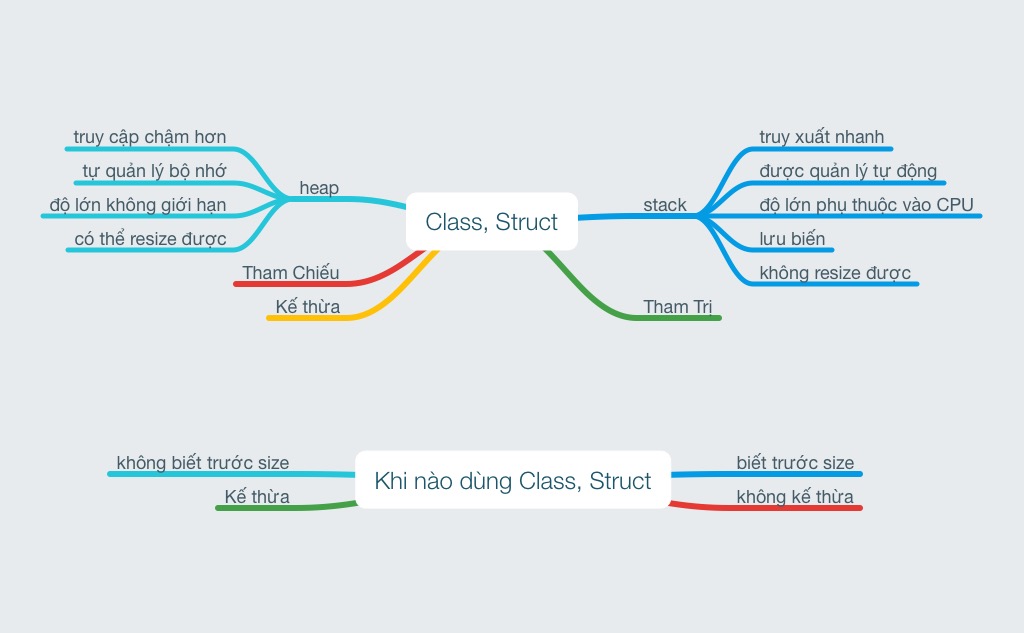 Class, Struct
heap
truy cập chậm hơn
tự quản lý bộ nhớ
độ lớn không giới hạn
có thể resize được
Tham Chiếu
Kế thừa
stack
truy xuất nhanh
được quản lý tự động
độ lớn phụ thuộc vào CPU
lưu biến
không resize được
Tham Trị
Khi nào dùng Class, Struct
không biết trước size
Kế thừa
biết trước size
không kế thừa